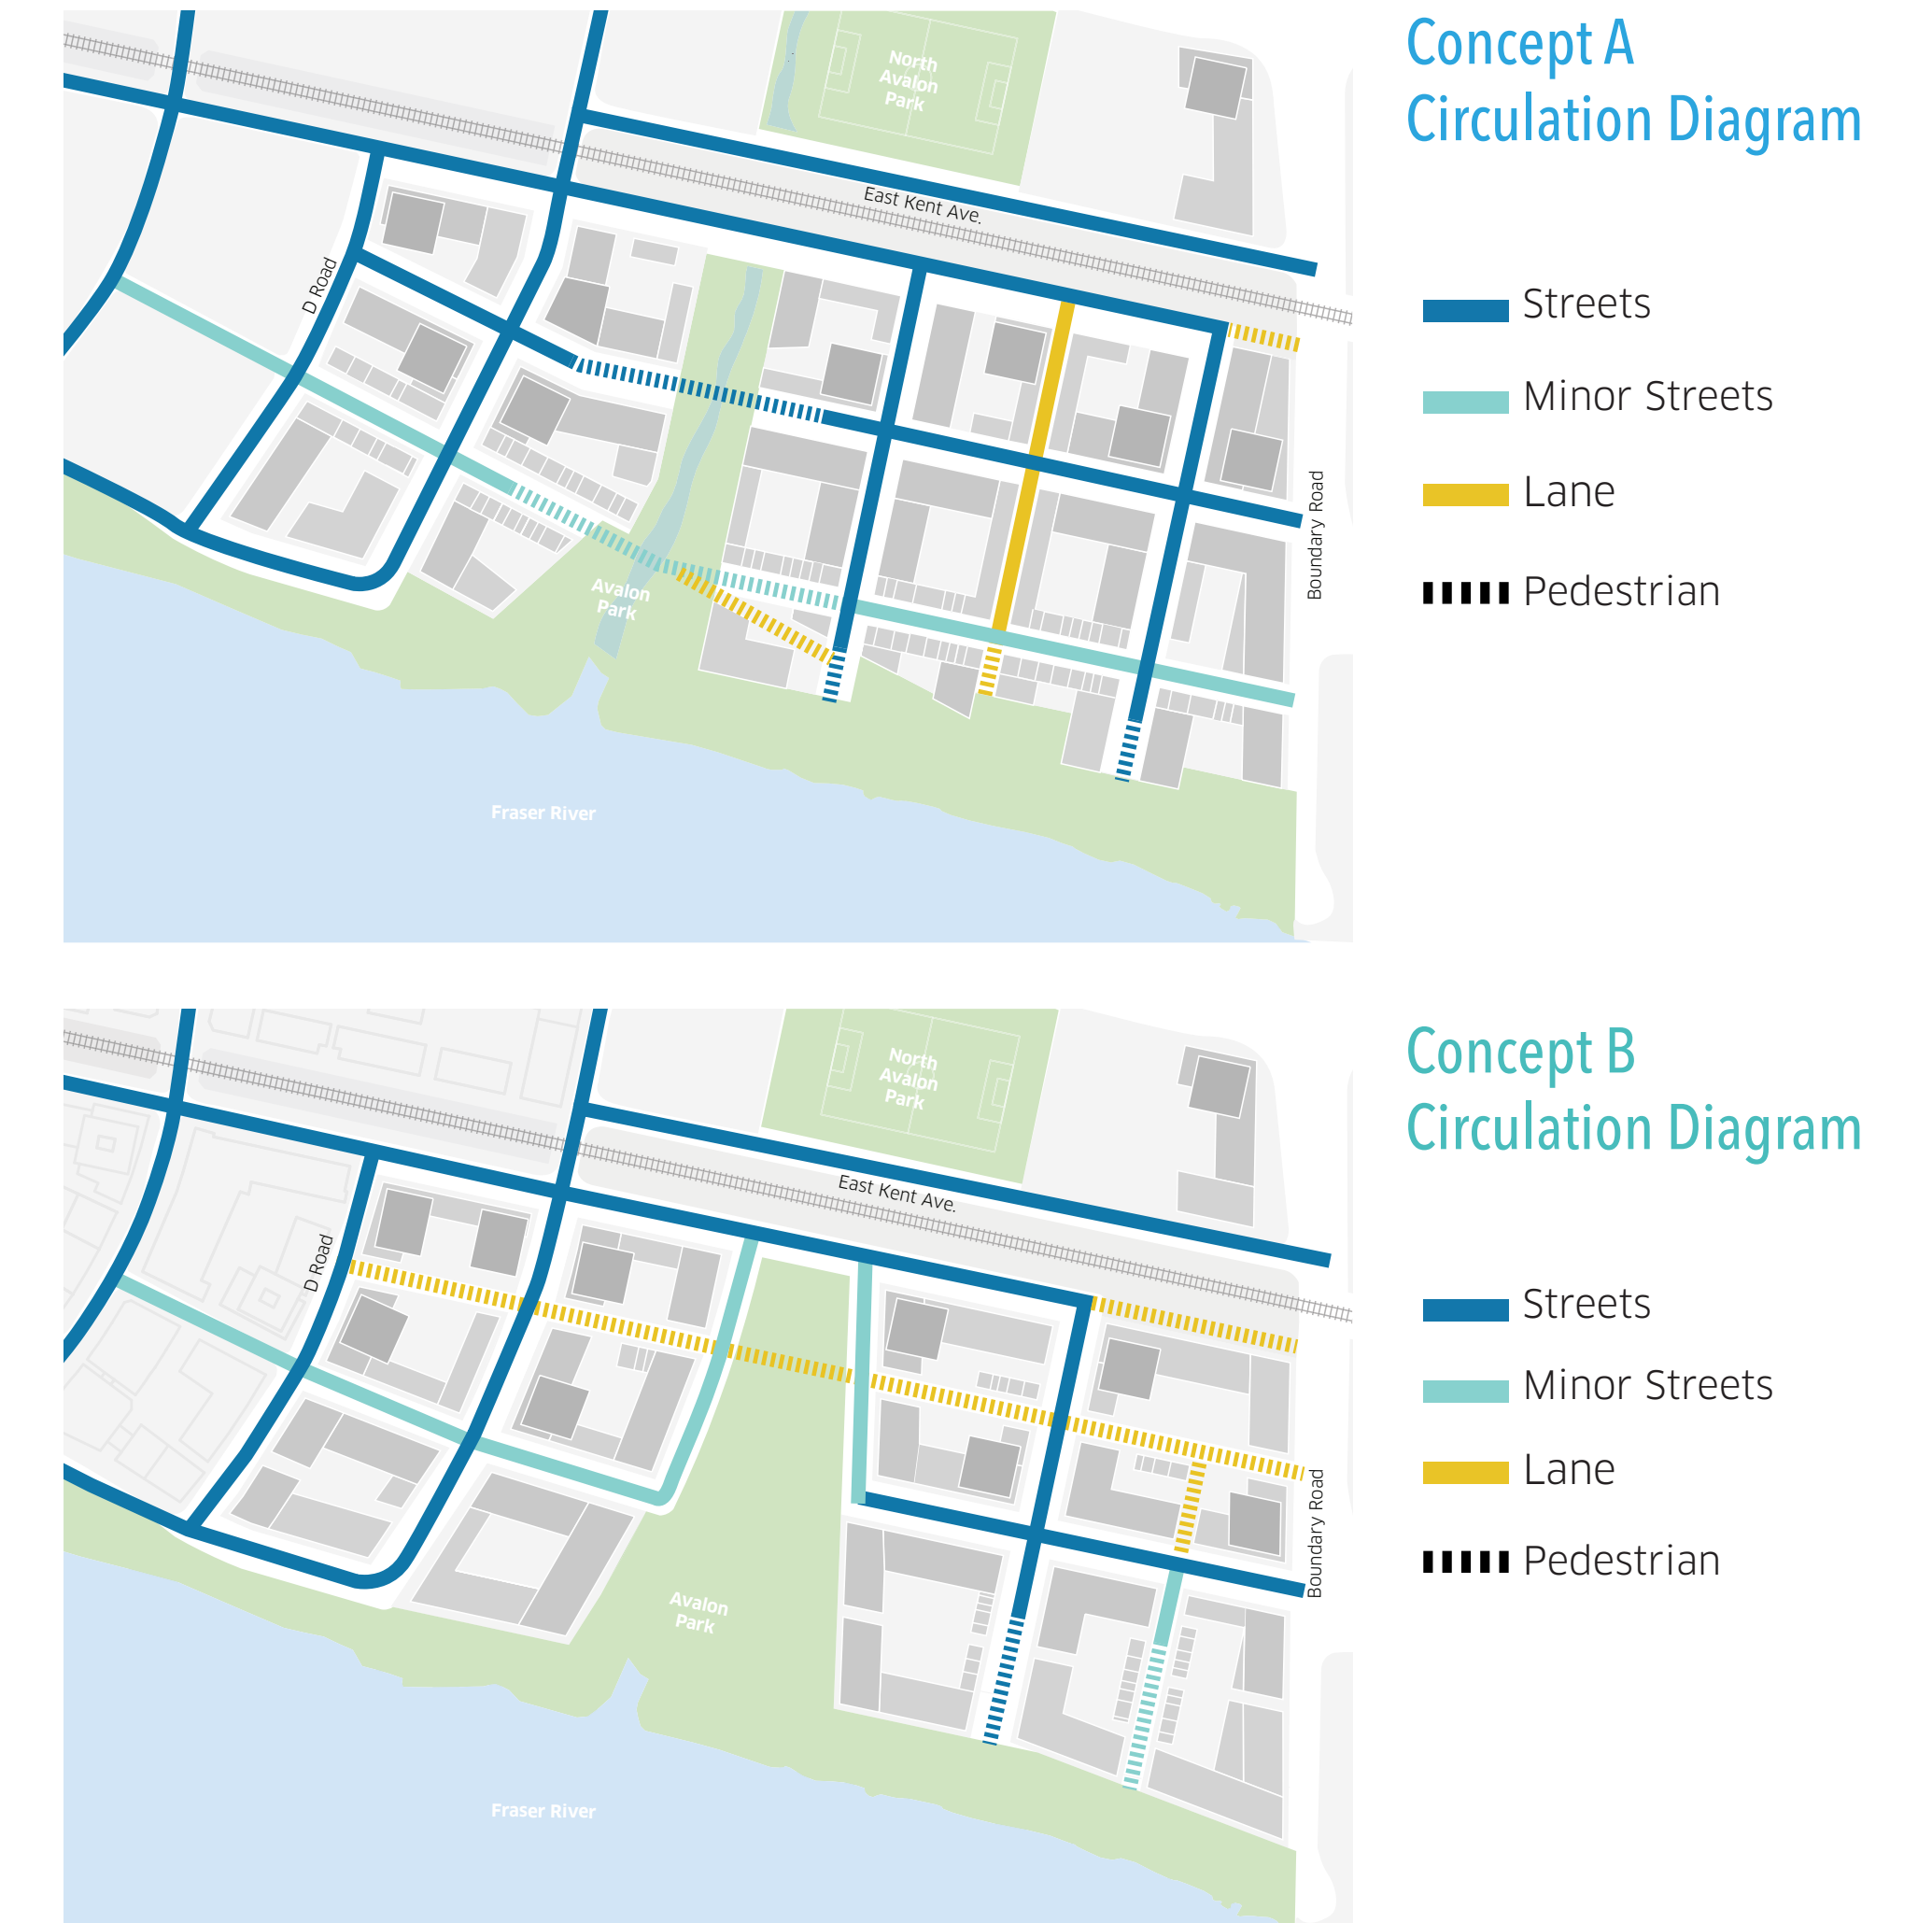 Concept A
Circulation Diagram
Streets
Minor Streets
Lane
Pedestrian
North
Avalon
Park
East Kent Ave.
D Road
Boundary Road
Avalon
Park
Fraser River
Concept B
Circulation Diagram
Streets
Minor Streets
Lane
Pedestrian
North
Avalon
Park
East Kent Ave.
D Road
Boundary Road
Avalon
Park
Fraser River